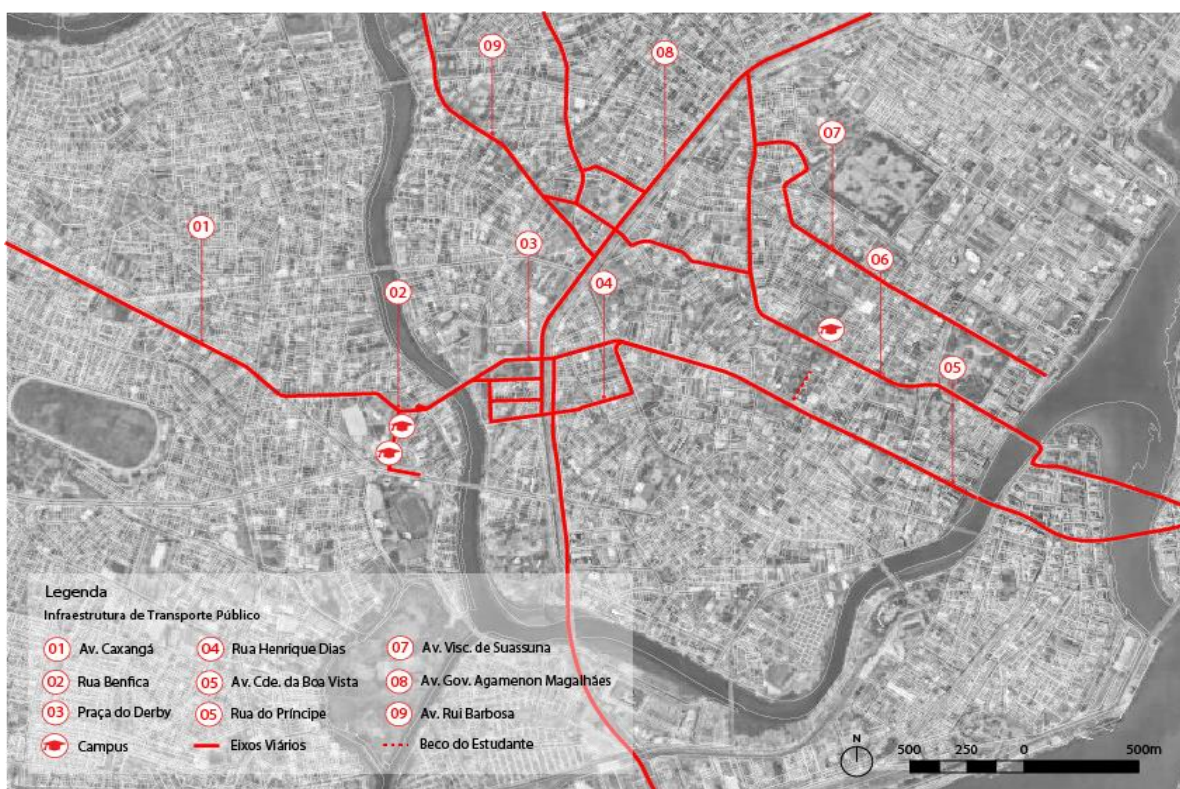 09
08
07
01
03
06
02
04
05
Legenda
Infraestrutura de Transporte Público
01 Av. Caxangá
04 Rua Henrique Dias
07 Av. Visc. de Suassuna
02 Rua Benfica
05 Av. Cde. da Boa Vista
08 Av. Gov. Agamenon Magalhães
03 Praça do Derby
05 Rua do Príncipe
09 Av. Rui Barbosa
Campus
Eixos Viários
Beco do Estudante
N
500 250 0 500m